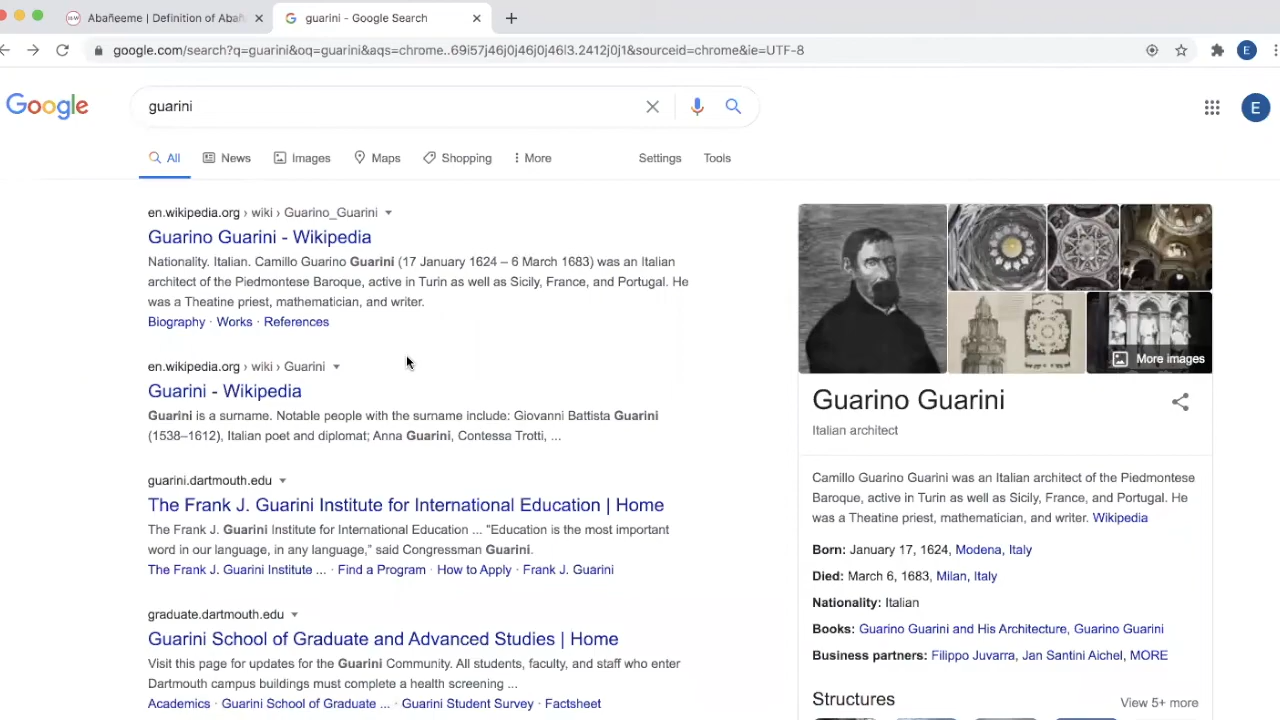 Abañeeme | Definition of Abañ
guarini - Google Search
google.com/search?q=guarini&oq=guarini&aqs=chrome..69i57j46j0j46j0j46l3.2412j0j1&sourceid=chrome&ie=UTF-8
E
Google
guarini
E
All
News
Images
Maps
Shopping
More
Settings
Tools
en.wikipedia.org › wiki › Guarino_Guarini
Guarino Guarini - Wikipedia
Nationality. Italian. Camillo Guarino Guarini (17 January 1624 – 6 March 1683) was an Italian
architect of the Piedmontese Baroque, active in Turin as well as Sicily, France, and Portugal. He
was a Theatine priest, mathematician, and writer.
Biography · Works · References
en.wikipedia.org › wiki › Guarini
Guarini - Wikipedia
Guarini is a surname. Notable people with the surname include: Giovanni Battista Guarini
(1538–1612), Italian poet and diplomat; Anna Guarini, Contessa Trotti, ...
guarini.dartmouth.edu
The Frank J. Guarini Institute for International Education | Home
The Frank J. Guarini Institute for International Education ... "Education is the most important
word in our language, in any language,” said Congressman Guarini.
The Frank J. Guarini Institute ... · Find a Program · How to Apply · Frank J. Guarini
graduate.dartmouth.edu
Guarini School of Graduate and Advanced Studies | Home
Visit this page for updates for the Guarini Community. All students, faculty, and staff who enter
Dartmouth campus buildings must complete a health screening ...
Academics · Guarini School of Graduate ... · Guarini Student Survey · Factsheet
More images
Guarino Guarini
Italian architect
Camillo Guarino Guarini was an Italian architect of the Piedmontese
Baroque, active in Turin as well as Sicily, France, and Portugal. He
was a Theatine priest, mathematician, and writer. Wikipedia
Born: January 17, 1624, Modena, Italy
Died: March 6, 1683, Milan, Italy
Nationality: Italian
Books: Guarino Guarini and His Architecture, Guarino Guarini
Business partners: Filippo Juvarra, Jan Santini Aichel, MORE
Structures
View 5+ more